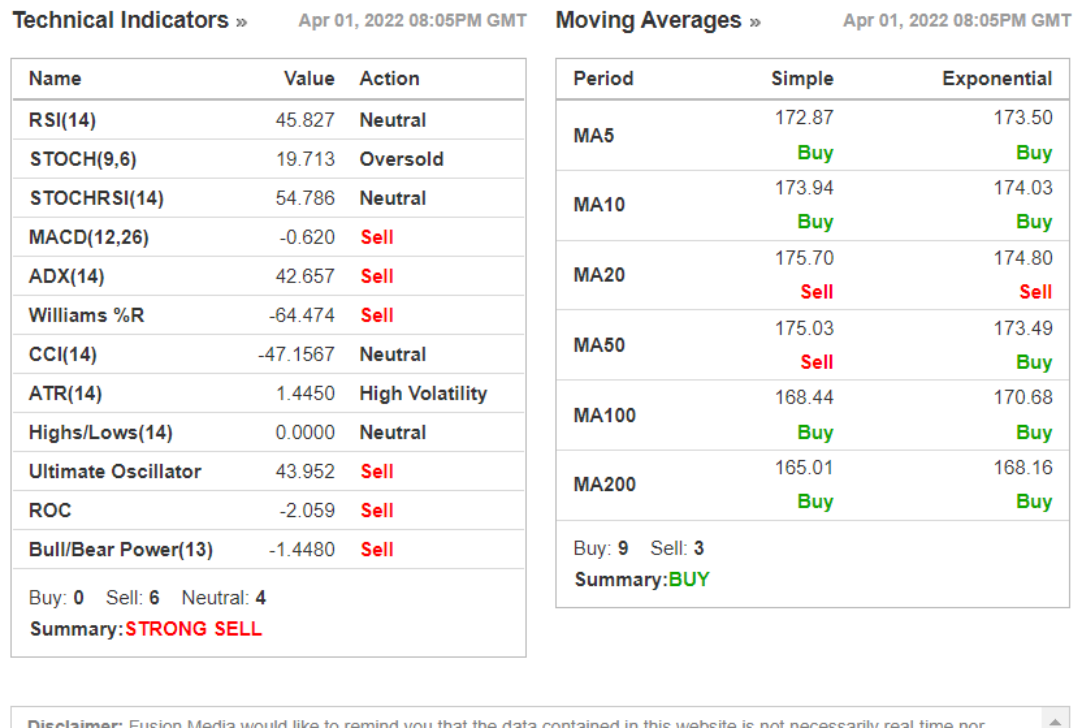 Technical Indicators » Apr 01, 2022 08:05PM GMT
Name Value Action
RSI(14) 45.827 Neutral
STOCH(9,6) 19.713 Oversold
STOCHRSI(14) 54.786 Neutral
MACD(12,26) -0.620 Sell
ADX(14) 42.657 Sell
Williams %R -64.474 Sell
CCI(14) -47.1567 Neutral
ATR(14) 1.4450 High Volatility
Highs/Lows(14) 0.0000 Neutral
Ultimate Oscillator 43.952 Sell
ROC -2.059 Sell
Bull/Bear Power(13) -1.4480 Sell
Buy: 0 Sell: 6 Neutral: 4
Summary:STRONG SELL
Moving Averages » Apr 01, 2022 08:05PM GMT
Period Simple Exponential
MA5 172.87 173.50
Buy Buy
MA10 173.94 174.03
Buy Buy
MA20 175.70 174.80
Sell Sell
MA50 175.03 173.49
Sell Buy
MA100 168.44 170.68
Buy Buy
MA200 165.01 168.16
Buy Buy
Buy: 9 Sell: 3
Summary:BUY
Disclaimer: Fusion Media would like to remind you that the data contained in this website is not necessarily real-time nor